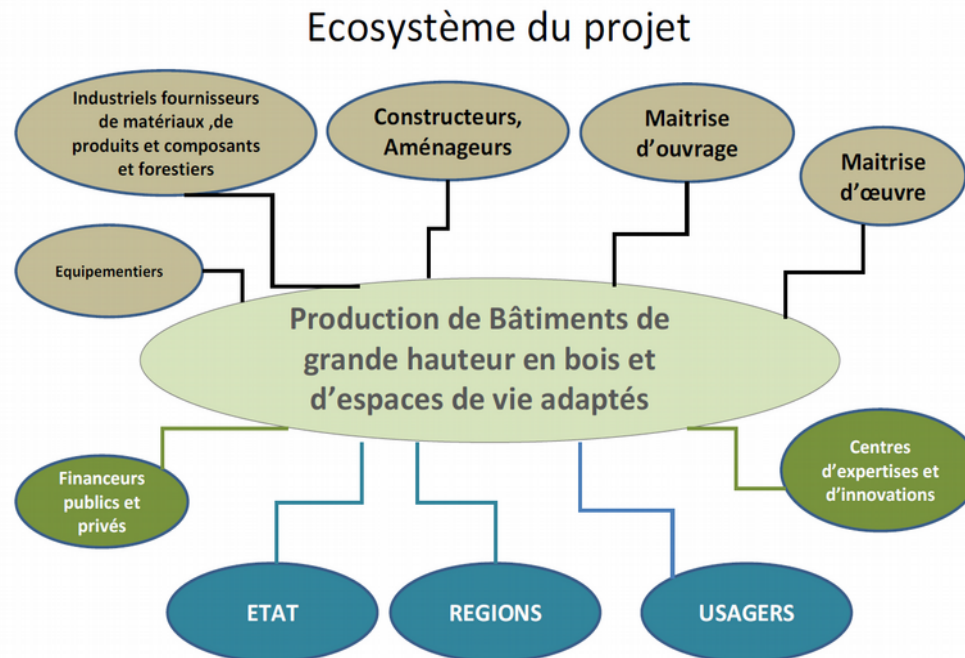 Ecosystème du projet
Industriels fournisseurs
de matériaux ,de
produits et composants
et forestiers
Constructeurs,
Aménageurs
Maitrise
d'ouvrage
Maitrise
d'œuvre
Equipementiers
Production de Bâtiments de
grande hauteur en bois et
d'espaces de vie adaptés
Financeurs
publics et
privés
Centres
d'expertises et
d'innovations
ETAT
REGIONS
USAGERS